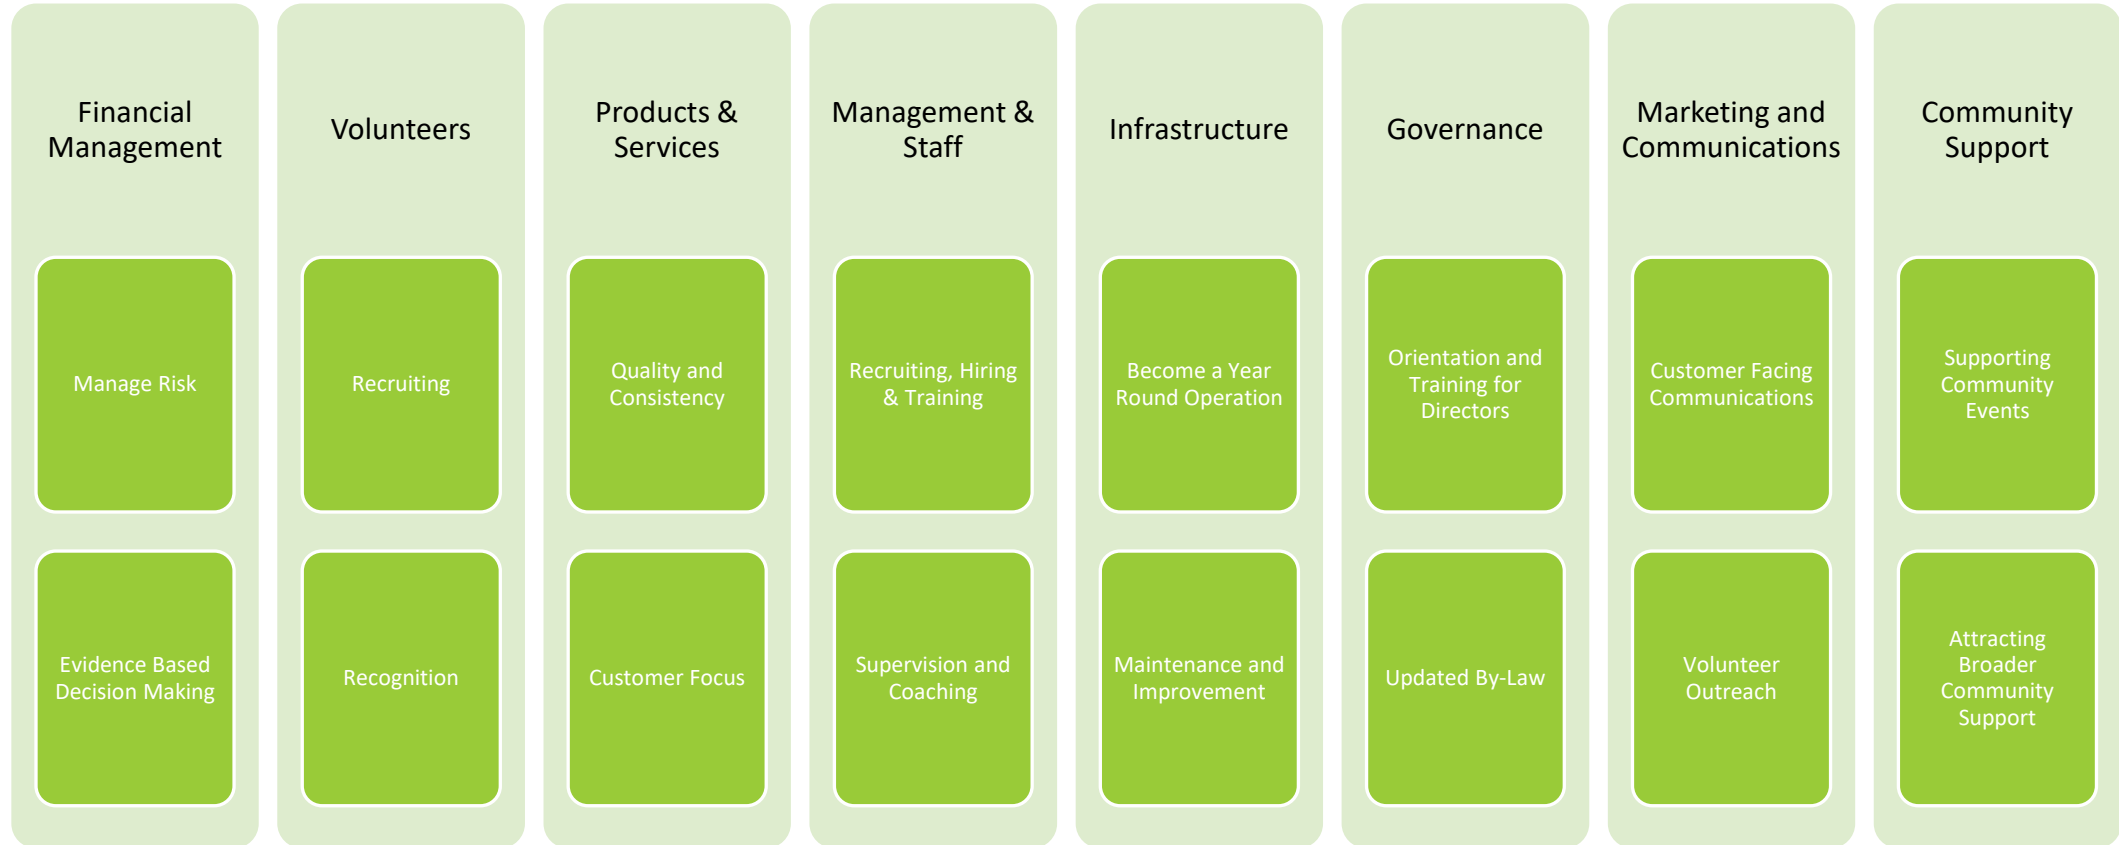 Financial
Management
Manage Risk
Evidence Based
Decision Making
Volunteers
Recruiting
Recognition
Products &
Services
Quality and
Consistency
Customer Focus
Management &
Staff
Recruiting, Hiring
& Training
Supervision and
Coaching
Infrastructure
Become a Year
Round Operation
Maintenance and
Improvement
Governance
Orientation and
Training for
Directors
Updated By-Law
Marketing and
Communications
Customer Facing
Communications
Volunteer
Outreach
Community
Support
Supporting
Community
Events
Attracting
Broader
Community
Support